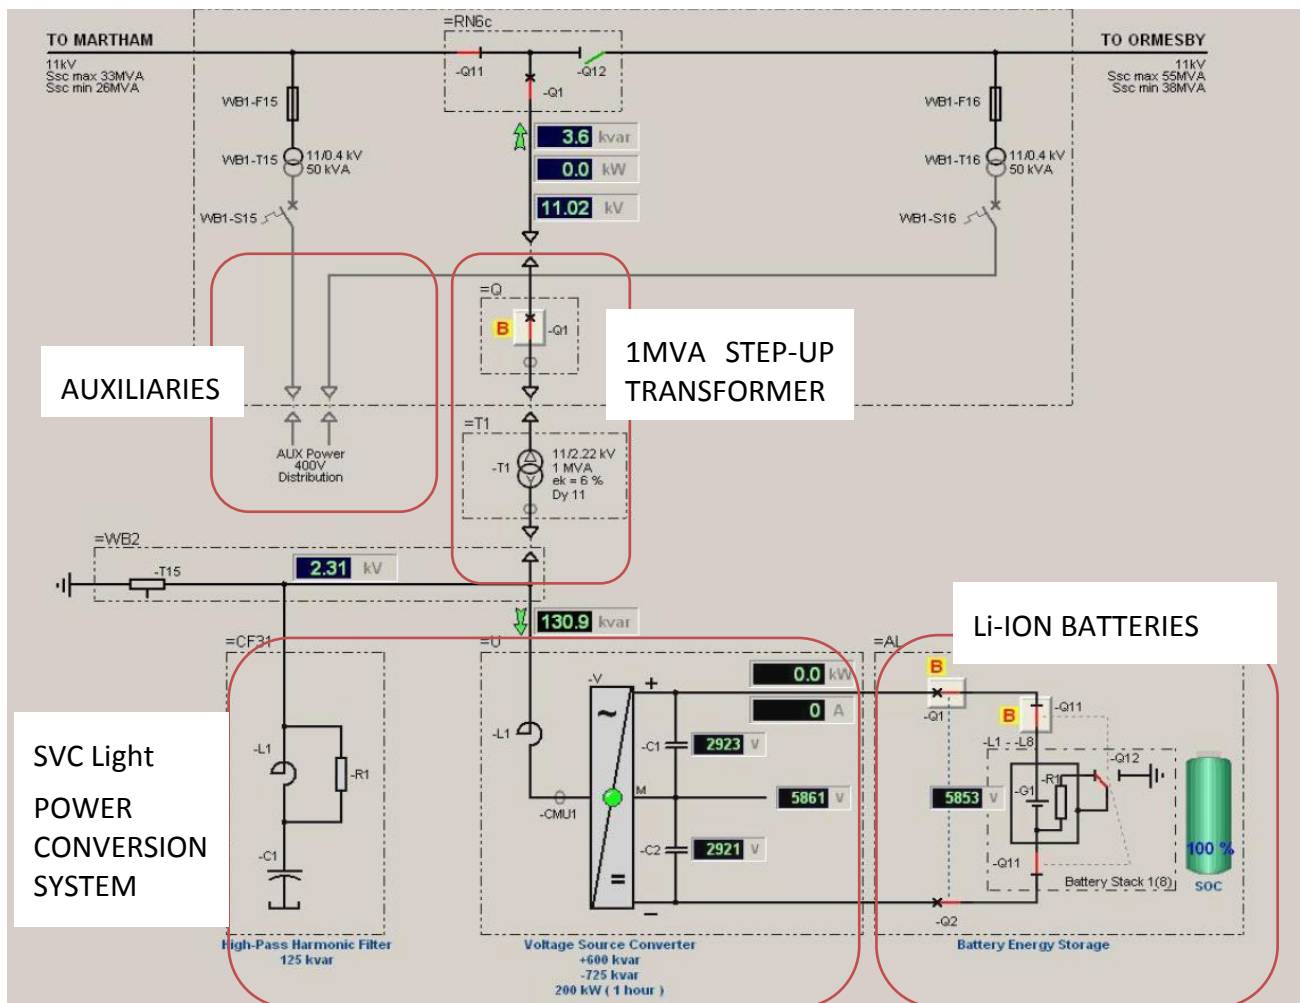 =RN6c
TO MARTHAM
11kV
Ssc max 33MVA
Ssc min 26MVA
-Q11
-Q12
-Q1
TO ORMESBY
11kV
Ssc max 55MVA
Ssc min 38MVA
WB1-F15
WB1-F16
3.6 kvar
0.0 kW
11.02 kV
WB1-T15
11/0.4 kV
50 kVA
WB1-T16
11/0.4 kV
50 kVA
WB1-S15
WB1-S16
=Q
B
-Q1
AUXILIARIES
1MVA STEP-UP
TRANSFORMER
=T1
-T1
11/2.22 kV
1 MVA
ek = 6 %
Dy 11
AUX Power
400V
Distribution
=WB2
-T15
2.31 kV
130.9 kvar
Li-ION BATTERIES
=CF31
=U
=AL
-V
+
0.0 kW
0 A
B
-Q1
B
-Q11
~
-L1
-C1
2923 V
M
5861 V
-CMU1
-C2
2921 V
=
−
5853 V
-L1 - -L8
-Q12
-R1
-G1
-Q11
Battery Stack 1(8)
100 %
SOC
-Q2
SVC Light
POWER
CONVERSION
SYSTEM
-L1
-R1
-C1
High-Pass Harmonic Filter
125 kvar
Voltage Source Converter
+600 kvar
-725 kvar
200 kW ( 1 hour )
Battery Energy Storage